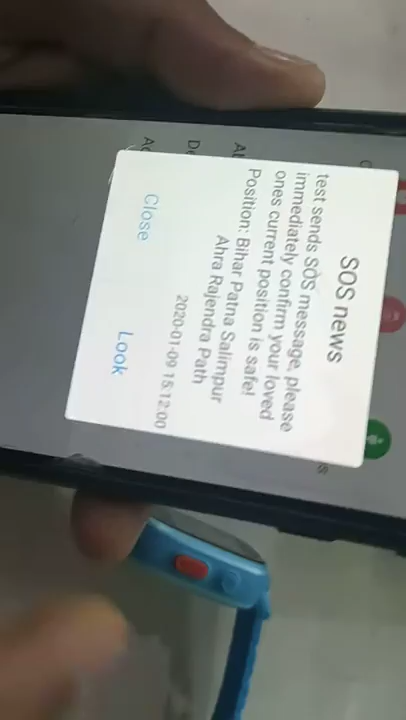 SOS news
test sends SOS message, please
immediately confirm your loved
ones current position is safe!
Position: Bihar Patna Salimpur
Ahra Rajendra Path
2020-01-09 15:12:00
Close
Look